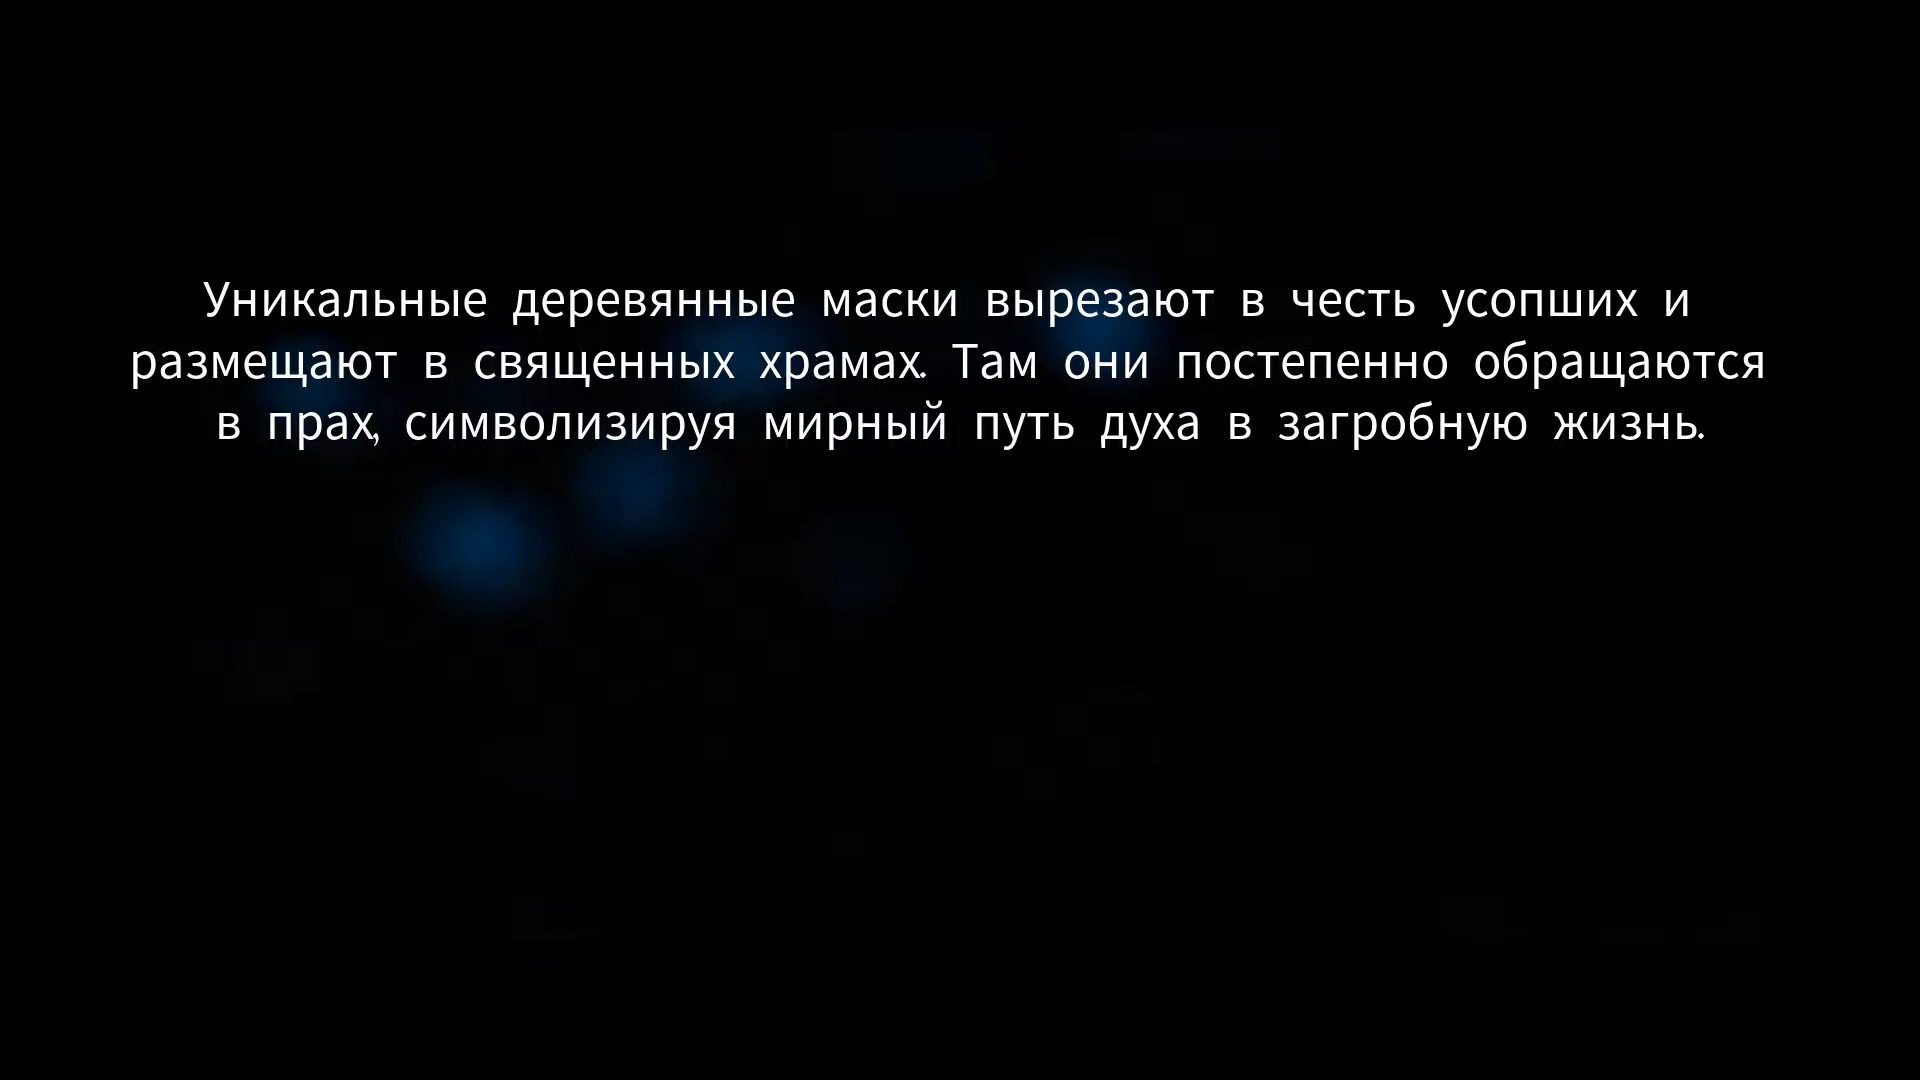 Уникальные деревянные маски вырезают в честь усопших и
размещают в священных храмах. Там они постепенно обращаются
в прах, символизируя мирный путь духа в загробную жизнь.